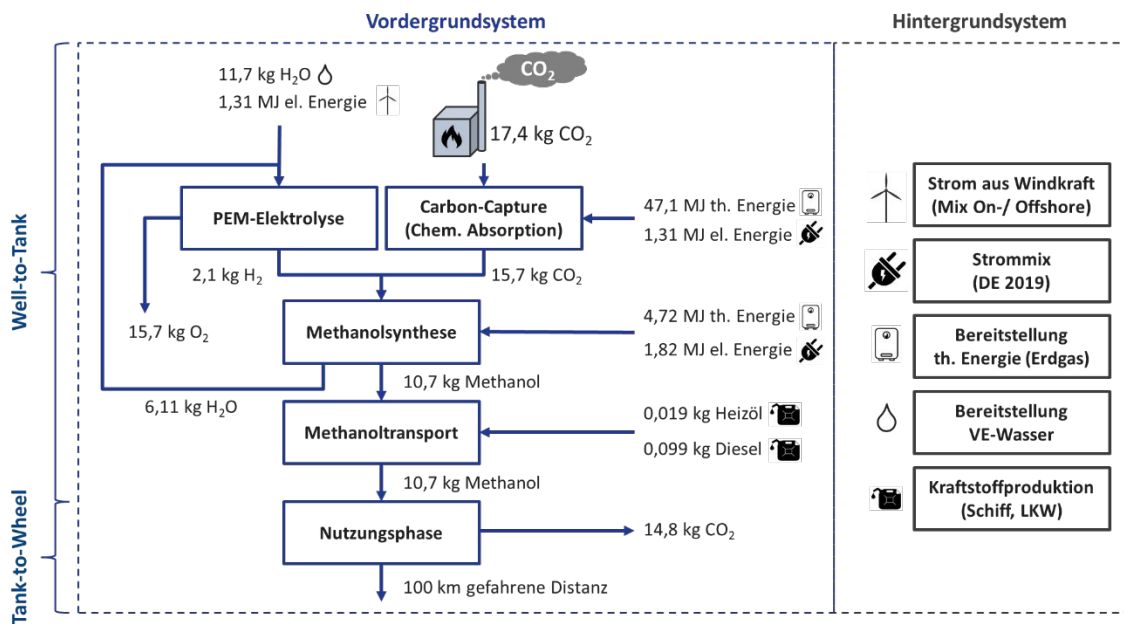 Vordergrundsystem
Hintergrundsystem
Well-to-Tank
Tank-to-Wheel
11,7 kg H₂O
1,31 MJ el. Energie
CO₂
17,4 kg CO₂
PEM-Elektrolyse
Carbon-Capture
(Chem. Absorption)
47,1 MJ th. Energie
1,31 MJ el. Energie
2,1 kg H₂
15,7 kg CO₂
15,7 kg O₂
Methanolsynthese
4,72 MJ th. Energie
1,82 MJ el. Energie
10,7 kg Methanol
6,11 kg H₂O
Methanoltransport
0,019 kg Heizöl
0,099 kg Diesel
10,7 kg Methanol
Nutzungsphase
14,8 kg CO₂
100 km gefahrene Distanz
Strom aus Windkraft
(Mix On-/ Offshore)
Strommix
(DE 2019)
Bereitstellung
th. Energie (Erdgas)
Bereitstellung
VE-Wasser
Kraftstoffproduktion
(Schiff, LKW)